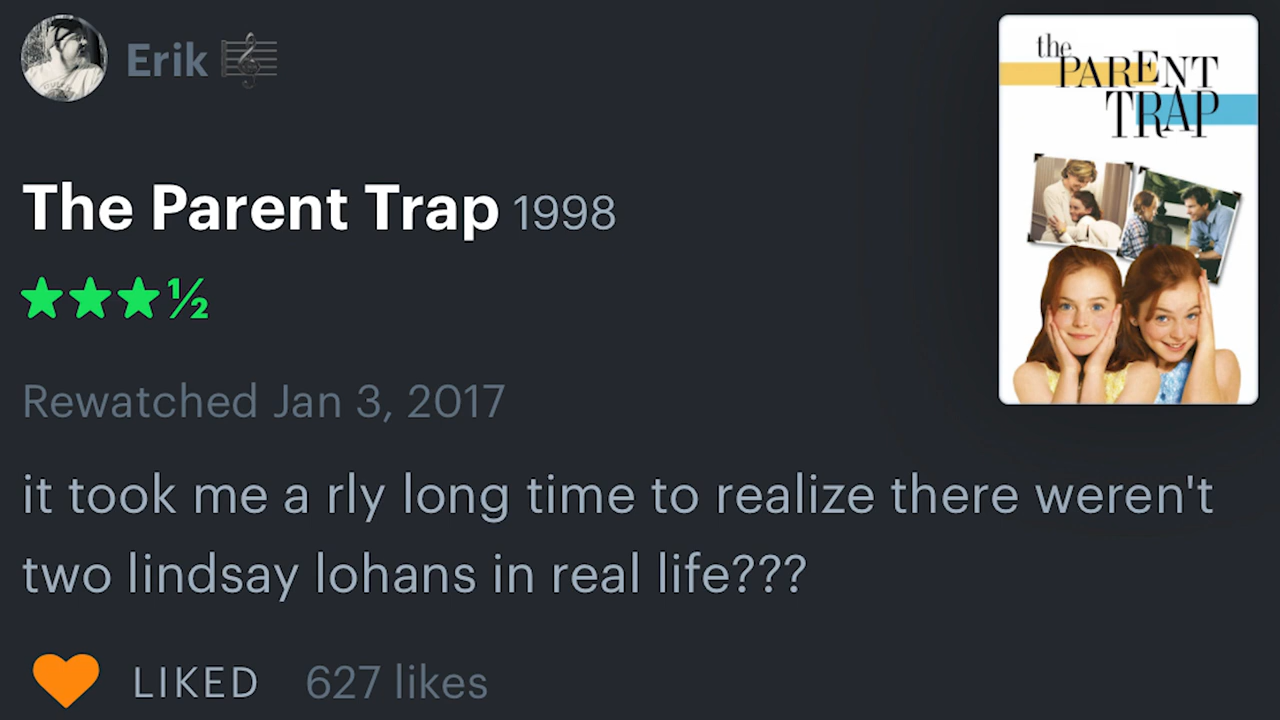 Erik
The Parent Trap 1998
★★★½
Rewatched Jan 3, 2017
it took me a rly long time to realize there weren't
two lindsay lohans in real life???
LIKED 627 likes
the
PARENT
TRAP